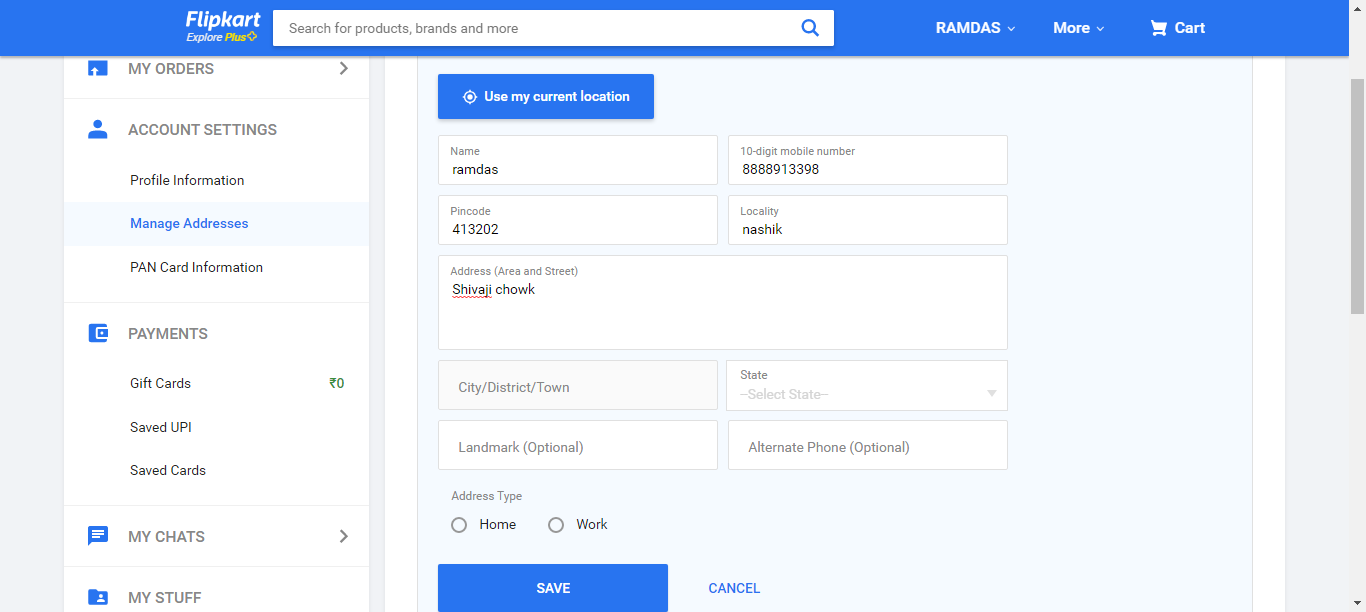 Flipkart
Explore Plus
Search for products, brands and more
RAMDAS
More
Cart
MY ORDERS
ACCOUNT SETTINGS
Profile Information
Manage Addresses
PAN Card Information
PAYMENTS
Gift Cards ₹0
Saved UPI
Saved Cards
MY CHATS
MY STUFF
Use my current location
Name
ramdas
10-digit mobile number
8888913398
Pincode
413202
Locality
nashik
Address (Area and Street)
Shivaji chowk
City/District/Town
State
--Select State--
Landmark (Optional)
Alternate Phone (Optional)
Address Type
Home
Work
SAVE
CANCEL